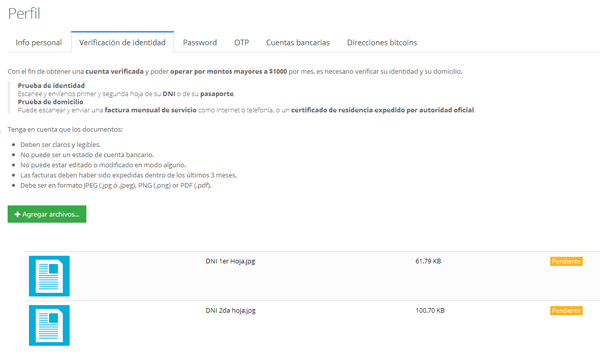 Perfil
Info personal
Verificación de identidad
Password
OTP
Cuentas bancarias
Direcciones bitcoins
Con el fin de obtener una cuenta verificada y poder operar por montos mayores a $1000 por mes, es necesario verificar su identidad y su domicilio.
Prueba de identidad
Escanee y envíenos primer y segunda hoja de su DNI o de su pasaporte.
Prueba de domicilio
Puede escanear y enviar una factura mensual de servicio como Internet o telefonía, o un certificado de residencia expedido por autoridad oficial.
Tenga en cuenta que los documentos:
Deben ser claros y legibles.
No puede ser un estado de cuenta bancario.
No puede estar editado o modificado en modo alguno.
Las facturas deben haber sido expedidas dentro de los últimos 3 meses.
Debe ser en formato JPEG (.jpg ó .jpeg), PNG (.png) or PDF (.pdf).
+ Agregar archivos...
DNI 1er Hoja.jpg 61.79 KB Pendiente
DNI 2da hoja.jpg 100.70 KB Pendiente